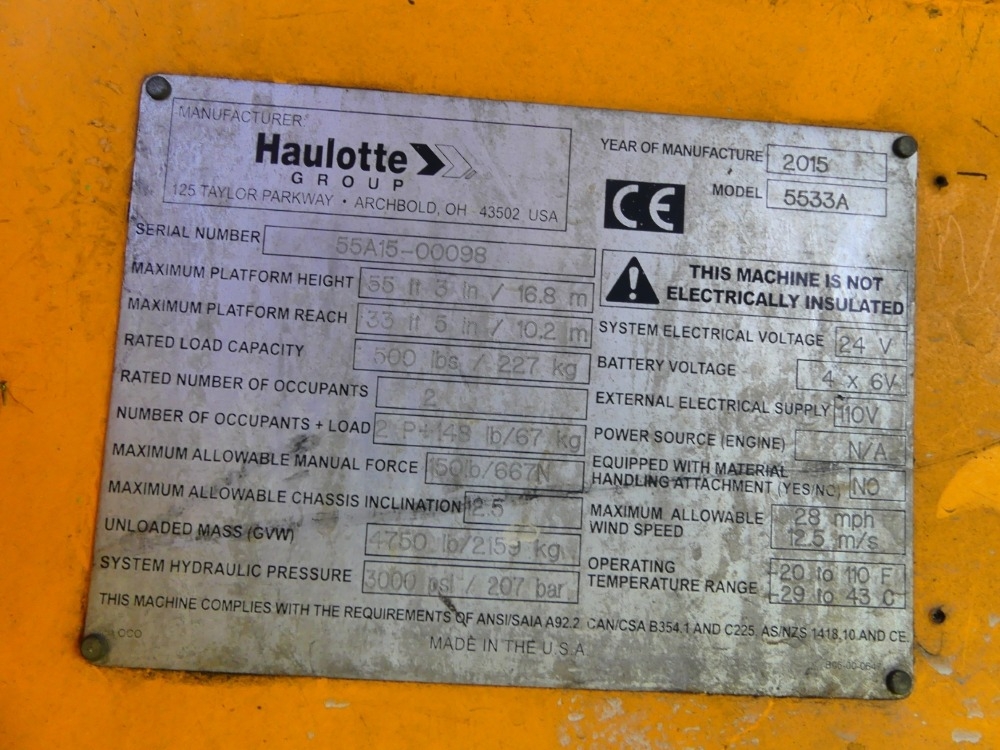 MANUFACTURER:
Haulotte
GROUP
125 TAYLOR PARKWAY • ARCHBOLD, OH 43502 USA
YEAR OF MANUFACTURE 2015
MODEL 5533A
CE
SERIAL NUMBER 55A15-00098
MAXIMUM PLATFORM HEIGHT 55 ft 3 in / 16.8 m
MAXIMUM PLATFORM REACH 33 ft 5 in / 10.2 m
RATED LOAD CAPACITY 500 lbs / 227 kg
RATED NUMBER OF OCCUPANTS 2
NUMBER OF OCCUPANTS + LOAD 2 P+148 lb/67 kg
MAXIMUM ALLOWABLE MANUAL FORCE 150lb/667N
MAXIMUM ALLOWABLE CHASSIS INCLINATION 2.5
UNLOADED MASS (GVW) 4750 lb/2159 kg
SYSTEM HYDRAULIC PRESSURE 3000 psi / 207 bar
THIS MACHINE IS NOT
ELECTRICALLY INSULATED
SYSTEM ELECTRICAL VOLTAGE 24 V
BATTERY VOLTAGE 4 x 6V
EXTERNAL ELECTRICAL SUPPLY 110V
POWER SOURCE (ENGINE) N/A
EQUIPPED WITH MATERIAL
HANDLING ATTACHMENT (YES/NO) NO
MAXIMUM ALLOWABLE 28 mph
WIND SPEED 12.5 m/s
OPERATING -20 to 110 F
TEMPERATURE RANGE -29 to 43 C
THIS MACHINE COMPLIES WITH THE REQUIREMENTS OF ANSI/SAIA A92.2, CAN/CSA B354.1 AND C225, AS/NZS 1418,10 AND CE.
MADE IN THE U.S.A.